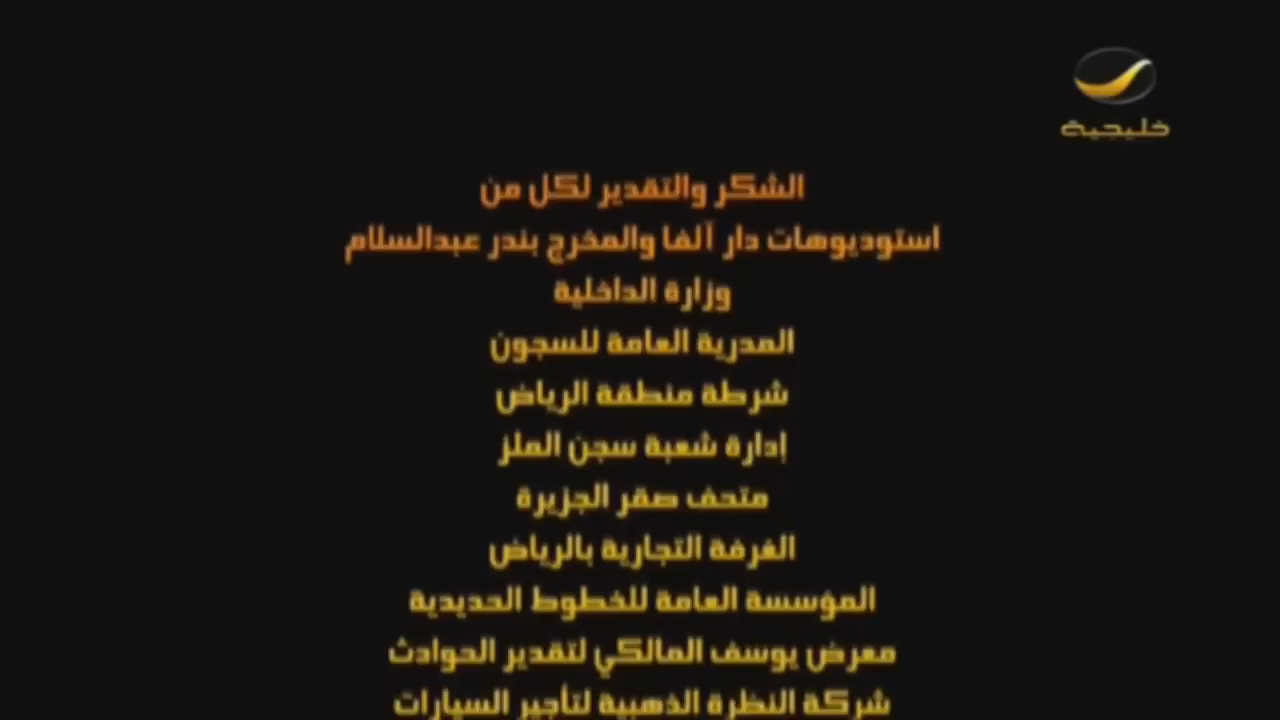 خليجية
الشكر والتقدير لكل من
استوديوهات دار آلفا والمخرج بندر عبدالسلام
وزارة الداخلية
المدرية العامة للسجون
شرطة منطقة الرياض
إدارة شعبة سجن الملز
متحف صقر الجزيرة
الغرفة التجارية بالرياض
المؤسسة العامة للخطوط الحديدية
معرض يوسف المالكي لتقدير الحوادث
شركة النظرة الذهبية لتأجير السيارات